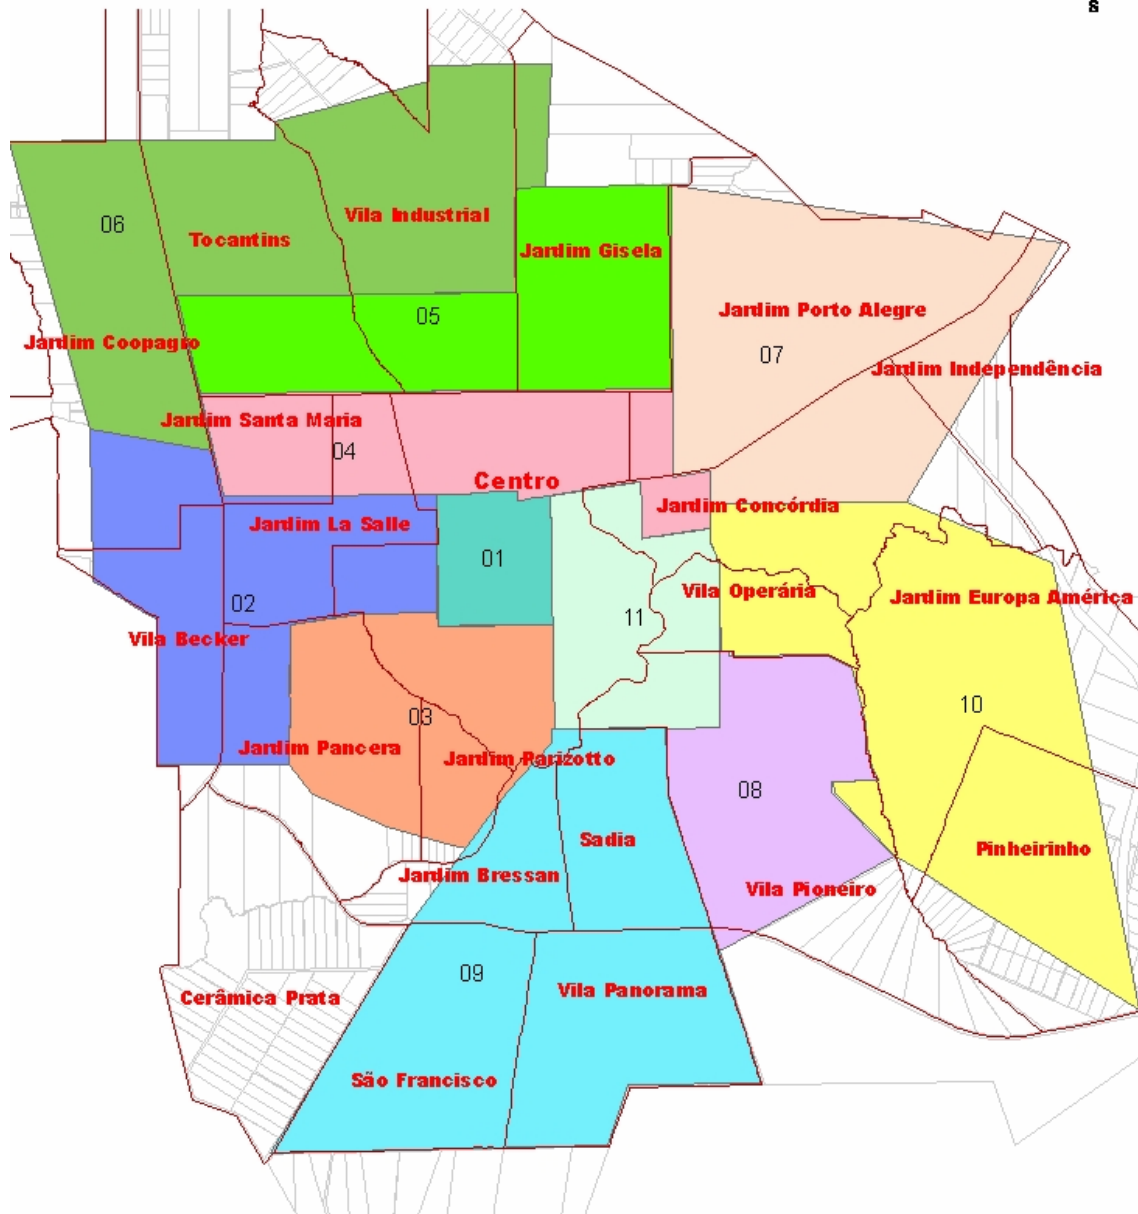 s
Vila Industrial
06
Tocantins
Jardim Gisela
Jardim Porto Alegre
05
Jardim Coopagro
07
Jardim Independência
Jardim Santa Maria
04
Centro
Jardim Concórdia
Jardim La Salle
01
Vila Operária
Jardim Europa América
02
11
Vila Becker
10
03
Jardim Pancera
Jardim Parizotto
08
Sadia
Pinheirinho
Jardim Bressan
Vila Pioneiro
09
Vila Panorama
Cerâmica Prata
São Francisco